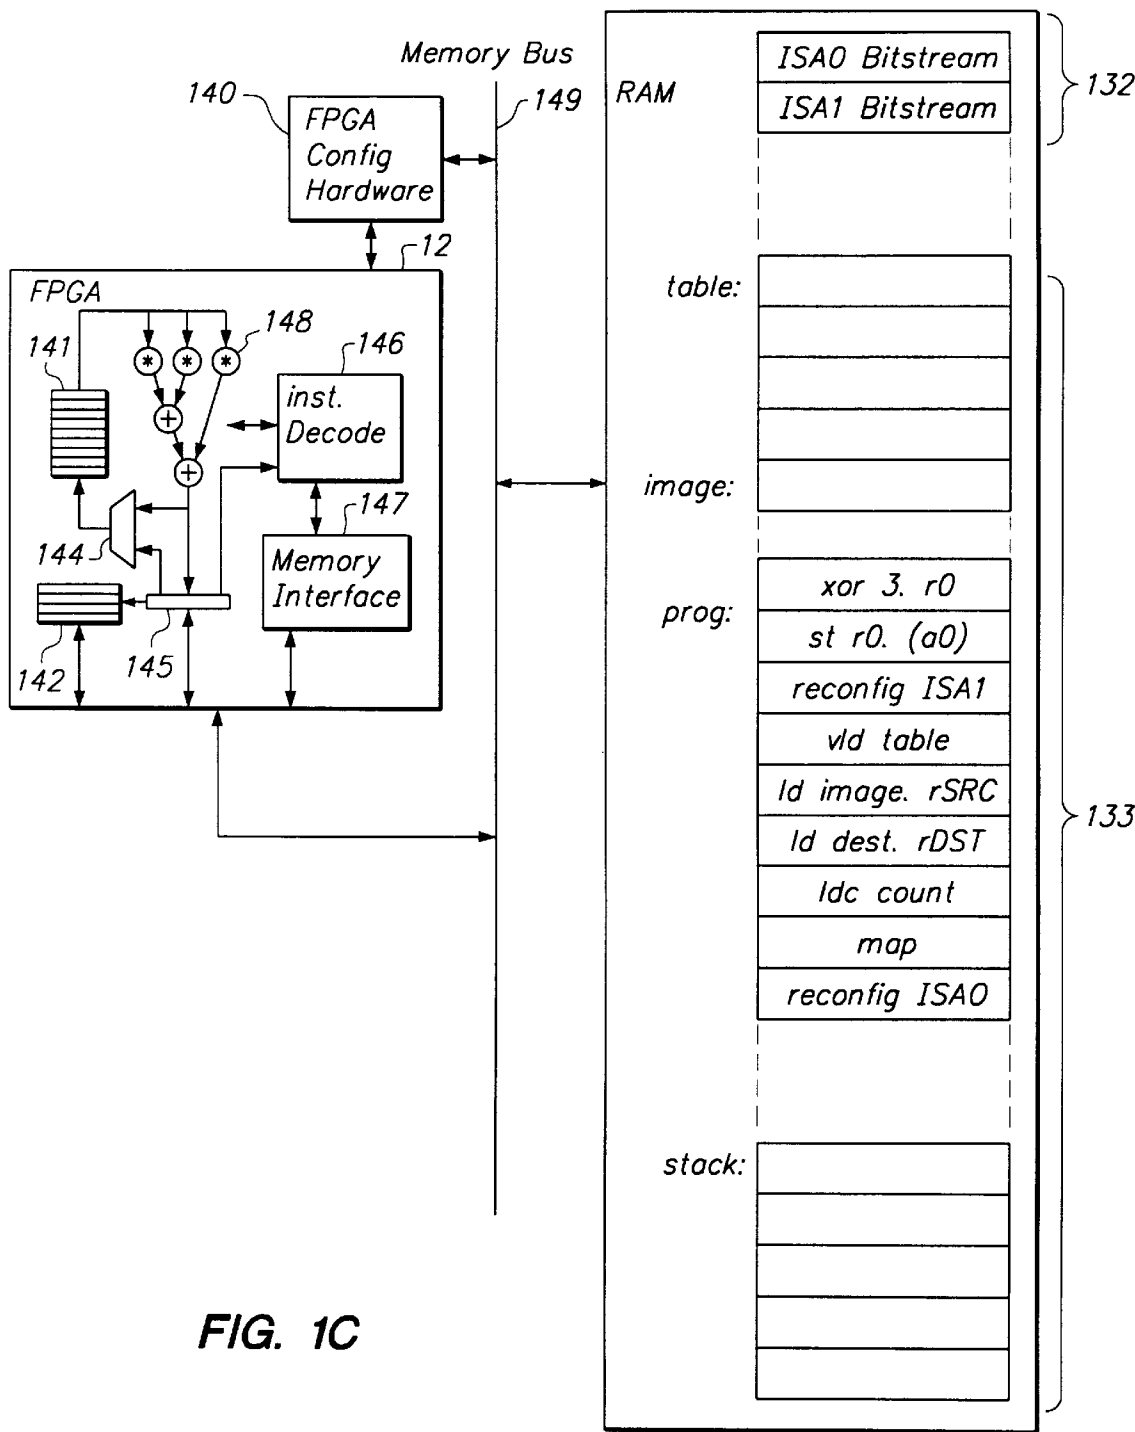 Memory Bus
140
149
FPGA
Config
Hardware
12
FPGA
141
148
146
inst.
Decode
147
144
Memory
Interface
142
145
RAM
ISA0 Bitstream
ISA1 Bitstream
132
table:
image:
prog:
xor 3. r0
st r0. (a0)
reconfig ISA1
vld table
ld image. rSRC
ld dest. rDST
ldc count
map
reconfig ISA0
133
stack:
FIG. 1C